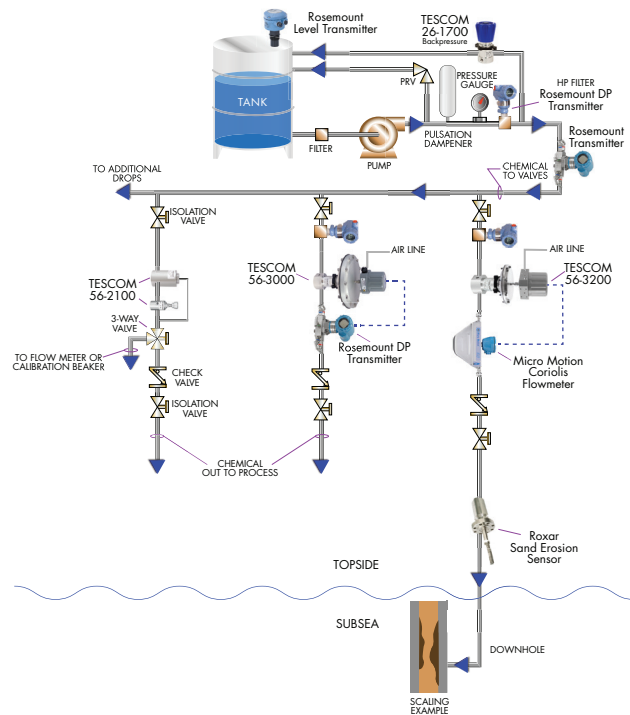 Rosemount
Level Transmitter
TESCOM
26-1700
Backpressure
PRV
PRESSURE
GAUGE
HP FILTER
Rosemount DP
Transmitter
TANK
Rosemount
Transmitter
FILTER
PUMP
PULSATION
DAMPENER
TO ADDITIONAL
DROPS
CHEMICAL
TO VALVES
ISOLATION
VALVE
AIR LINE
AIR LINE
TESCOM
56-2100
TESCOM
56-3000
TESCOM
56-3200
3-WAY
VALVE
TO FLOW METER OR
CALIBRATION BEAKER
Rosemount DP
Transmitter
Micro Motion
Coriolis
Flowmeter
CHECK
VALVE
ISOLATION
VALVE
CHEMICAL
OUT TO PROCESS
Roxar
Sand Erosion
Sensor
TOPSIDE
SUBSEA
DOWNHOLE
SCALING
EXAMPLE